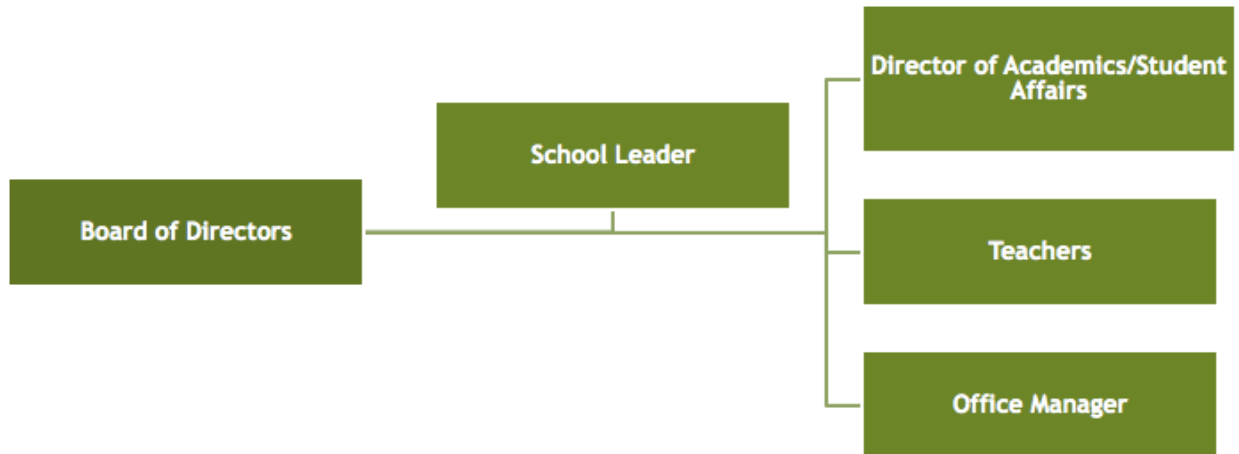 Board of Directors
School Leader
Director of Academics/Student
Affairs
Teachers
Office Manager